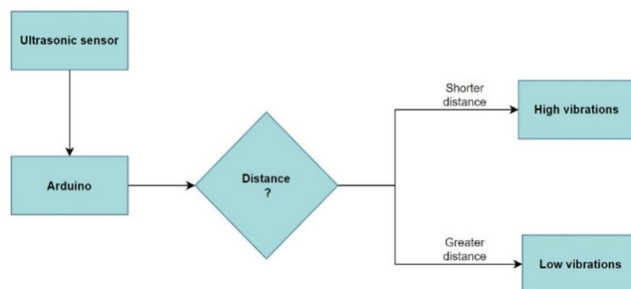 Ultrasonic sensor
Shorter
distance
High vibrations
Arduino
Distance
?
Greater
distance
Low vibrations